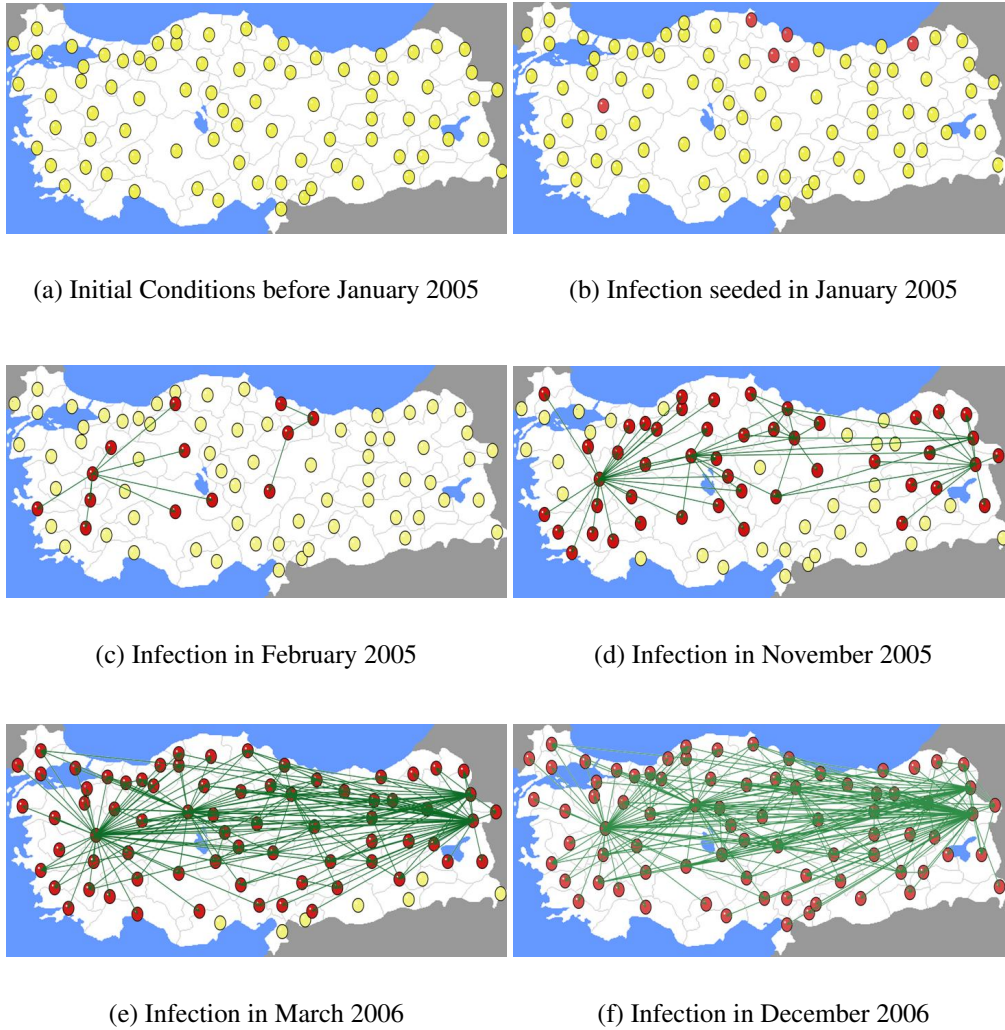 (a) Initial Conditions before January 2005
(b) Infection seeded in January 2005
(c) Infection in February 2005
(d) Infection in November 2005
(e) Infection in March 2006
(f) Infection in December 2006